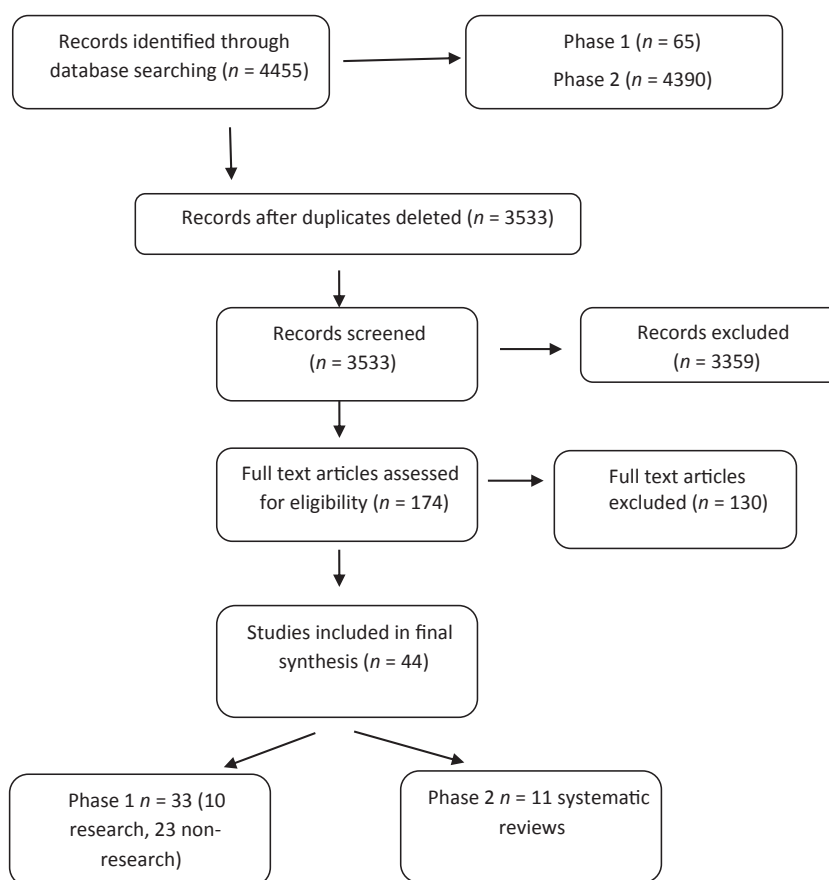 Records identified through
database searching (n = 4455)
Phase 1 (n = 65)
Phase 2 (n = 4390)
Records after duplicates deleted (n = 3533)
Records screened
(n = 3533)
Records excluded
(n = 3359)
Full text articles assessed
for eligibility (n = 174)
Full text articles
excluded (n = 130)
Studies included in final
synthesis (n = 44)
Phase 1 n = 33 (10
research, 23 non-
research)
Phase 2 n = 11 systematic
reviews